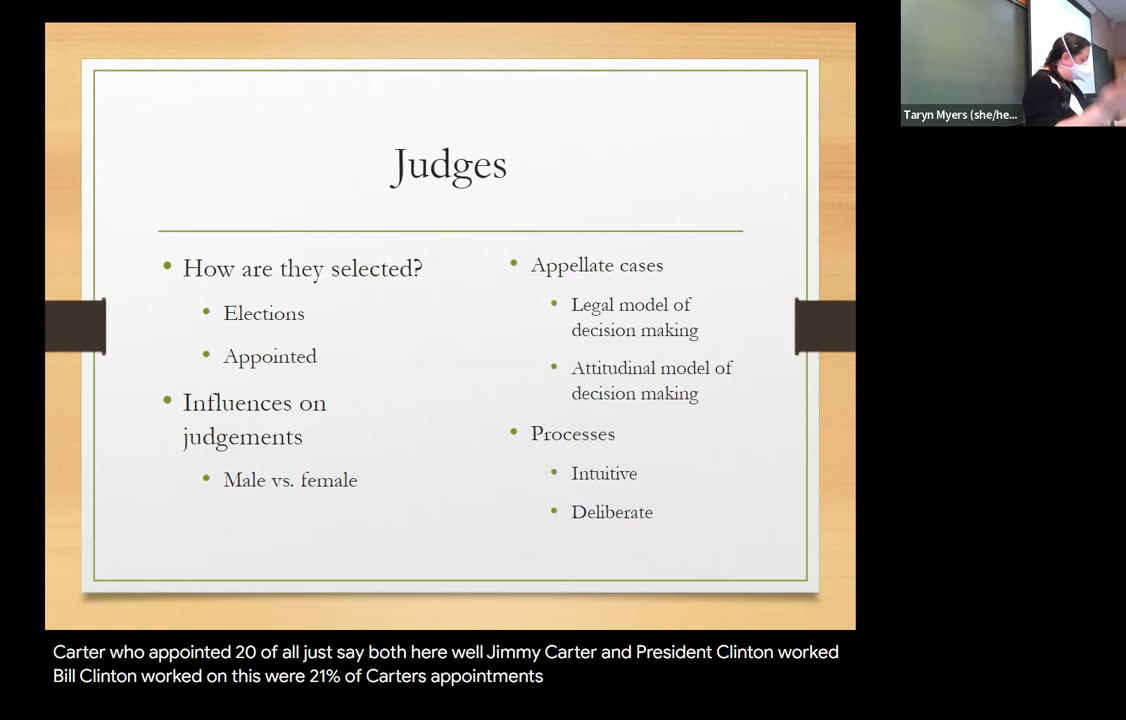 Judges
How are they selected?
Elections
Appointed
Influences on
judgements
Male vs. female
Appellate cases
Legal model of
decision making
Attitudinal model of
decision making
Processes
Intuitive
Deliberate
Taryn Myers (she/he...
Carter who appointed 20 of all just say both here well Jimmy Carter and President Clinton worked
Bill Clinton worked on this were 21% of Carters appointments